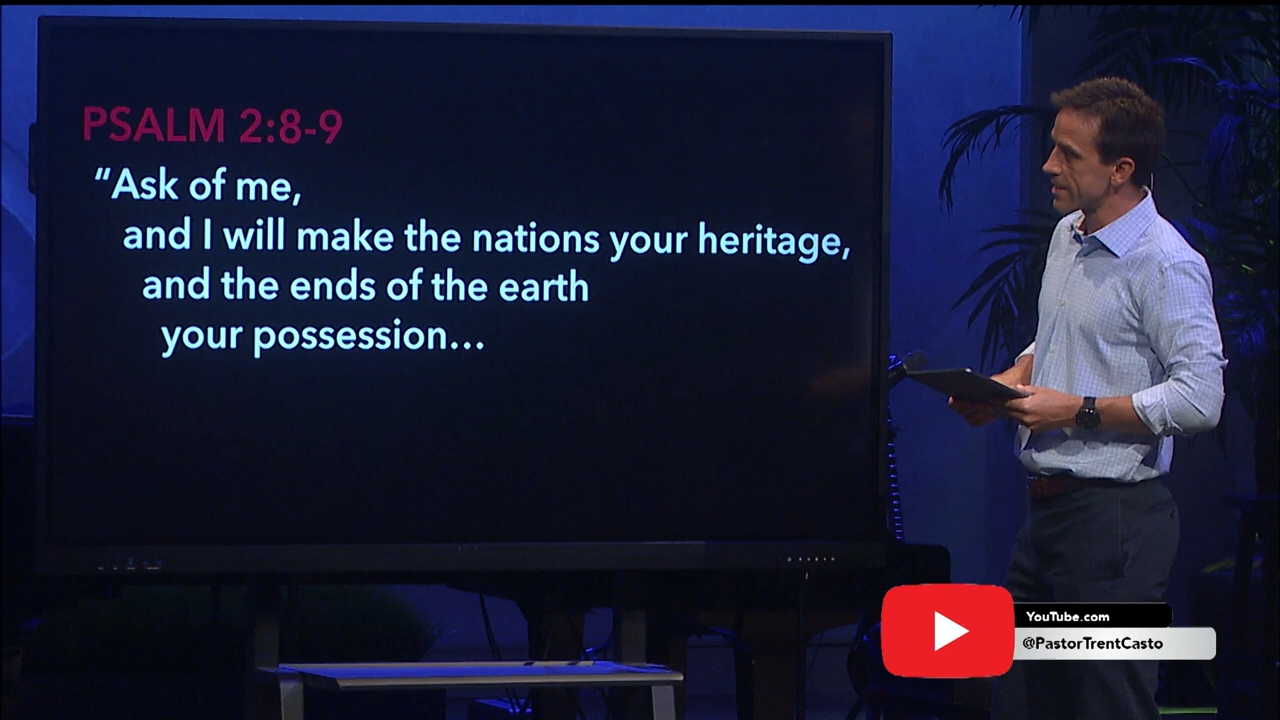 PSALM 2:8-9
“Ask of me,
and I will make the nations your heritage,
and the ends of the earth
your possession...
YouTube.com
@PastorTrentCasto